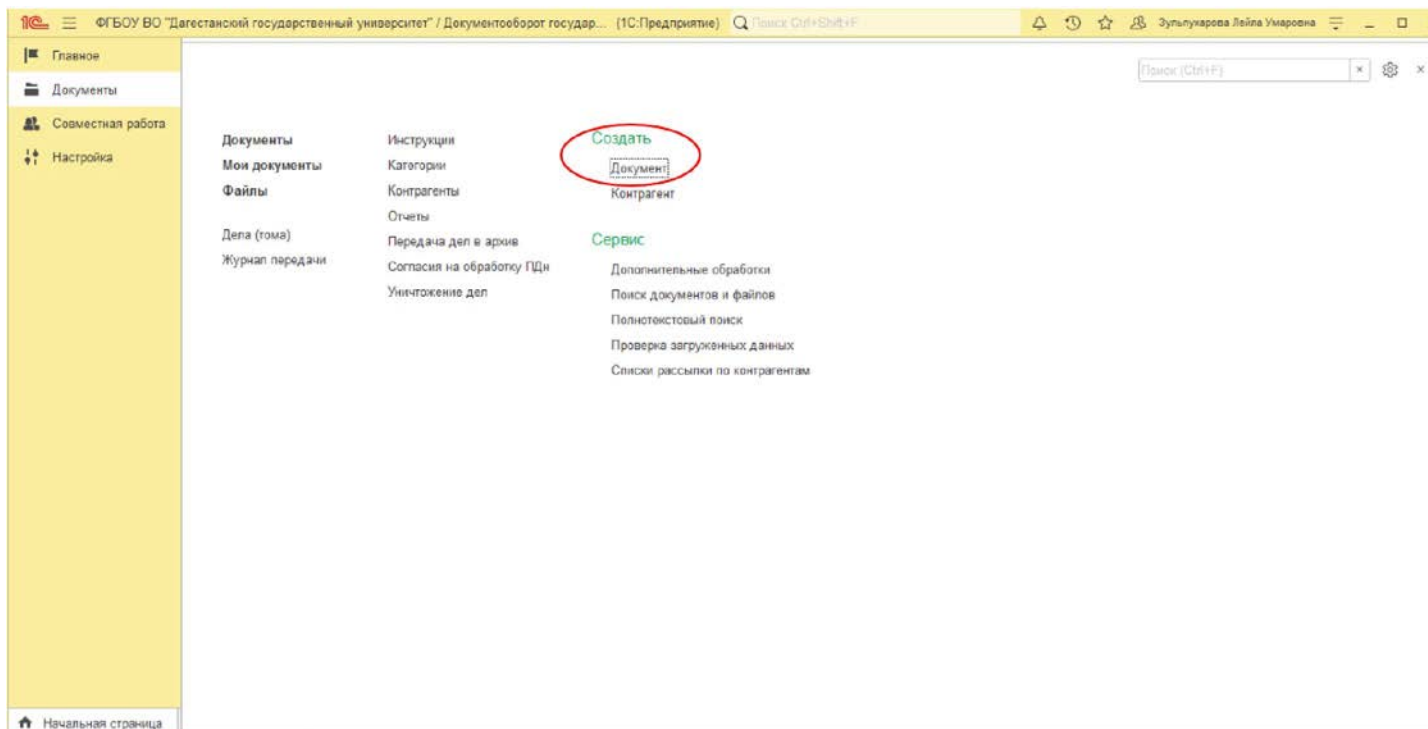 1С ФГБОУ ВО "Дагестанский государственный университет" / Документооборот государ... (1С:Предприятие) Поиск Ctrl+Shift+F Зульпукарова Лейла Умаровна
Главное
Документы
Совместная работа
Настройка
Начальная страница
Поиск (Ctrl+F)
Документы
Мои документы
Файлы
Дела (тома)
Журнал передачи
Инструкции
Категории
Контрагенты
Отчеты
Передача дел в архив
Согласия на обработку ПДн
Уничтожение дел
Создать
Документ
Контрагент
Сервис
Дополнительные обработки
Поиск документов и файлов
Полнотекстовый поиск
Проверка загруженных данных
Списки рассылки по контрагентам